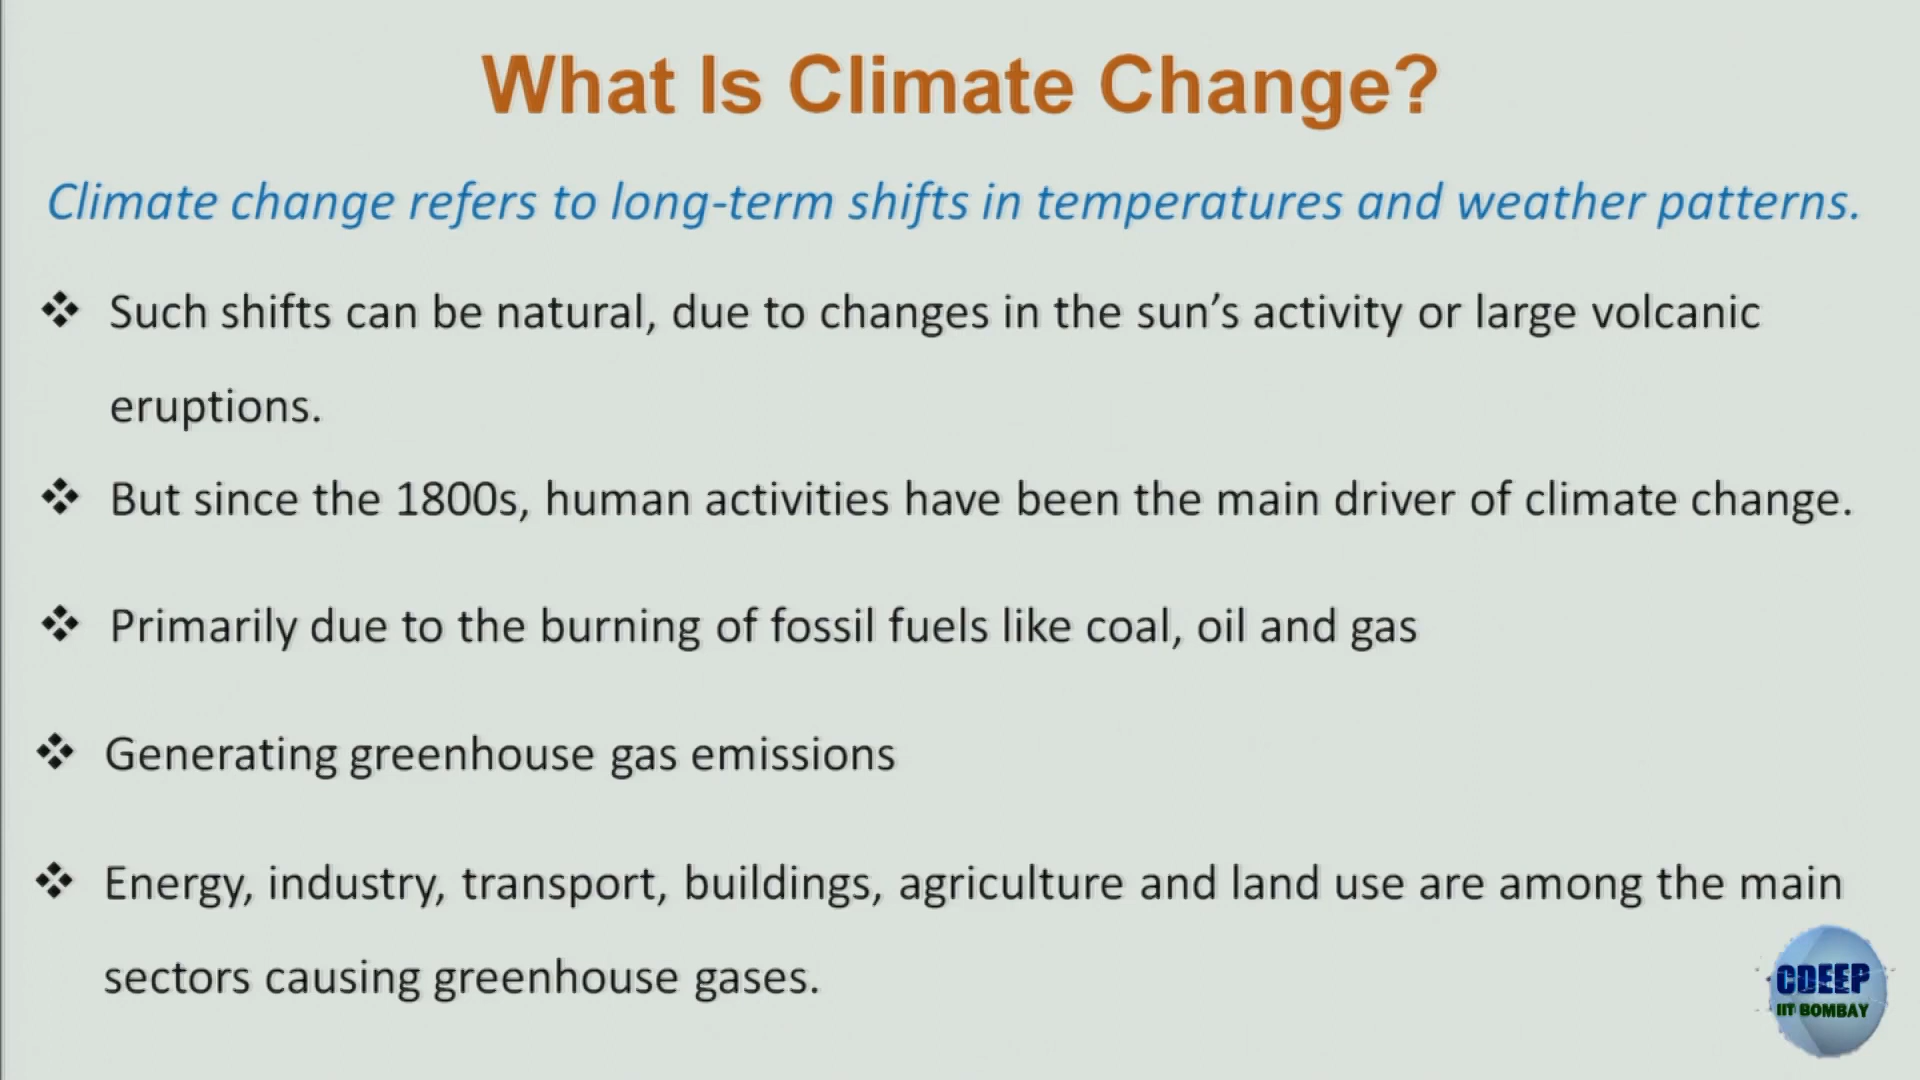 What Is Climate Change?
Climate change refers to long-term shifts in temperatures and weather patterns.
❖ Such shifts can be natural, due to changes in the sun’s activity or large volcanic
eruptions.
❖ But since the 1800s, human activities have been the main driver of climate change.
❖ Primarily due to the burning of fossil fuels like coal, oil and gas
❖ Generating greenhouse gas emissions
❖ Energy, industry, transport, buildings, agriculture and land use are among the main
sectors causing greenhouse gases.
CDEEP
IIT BOMBAY